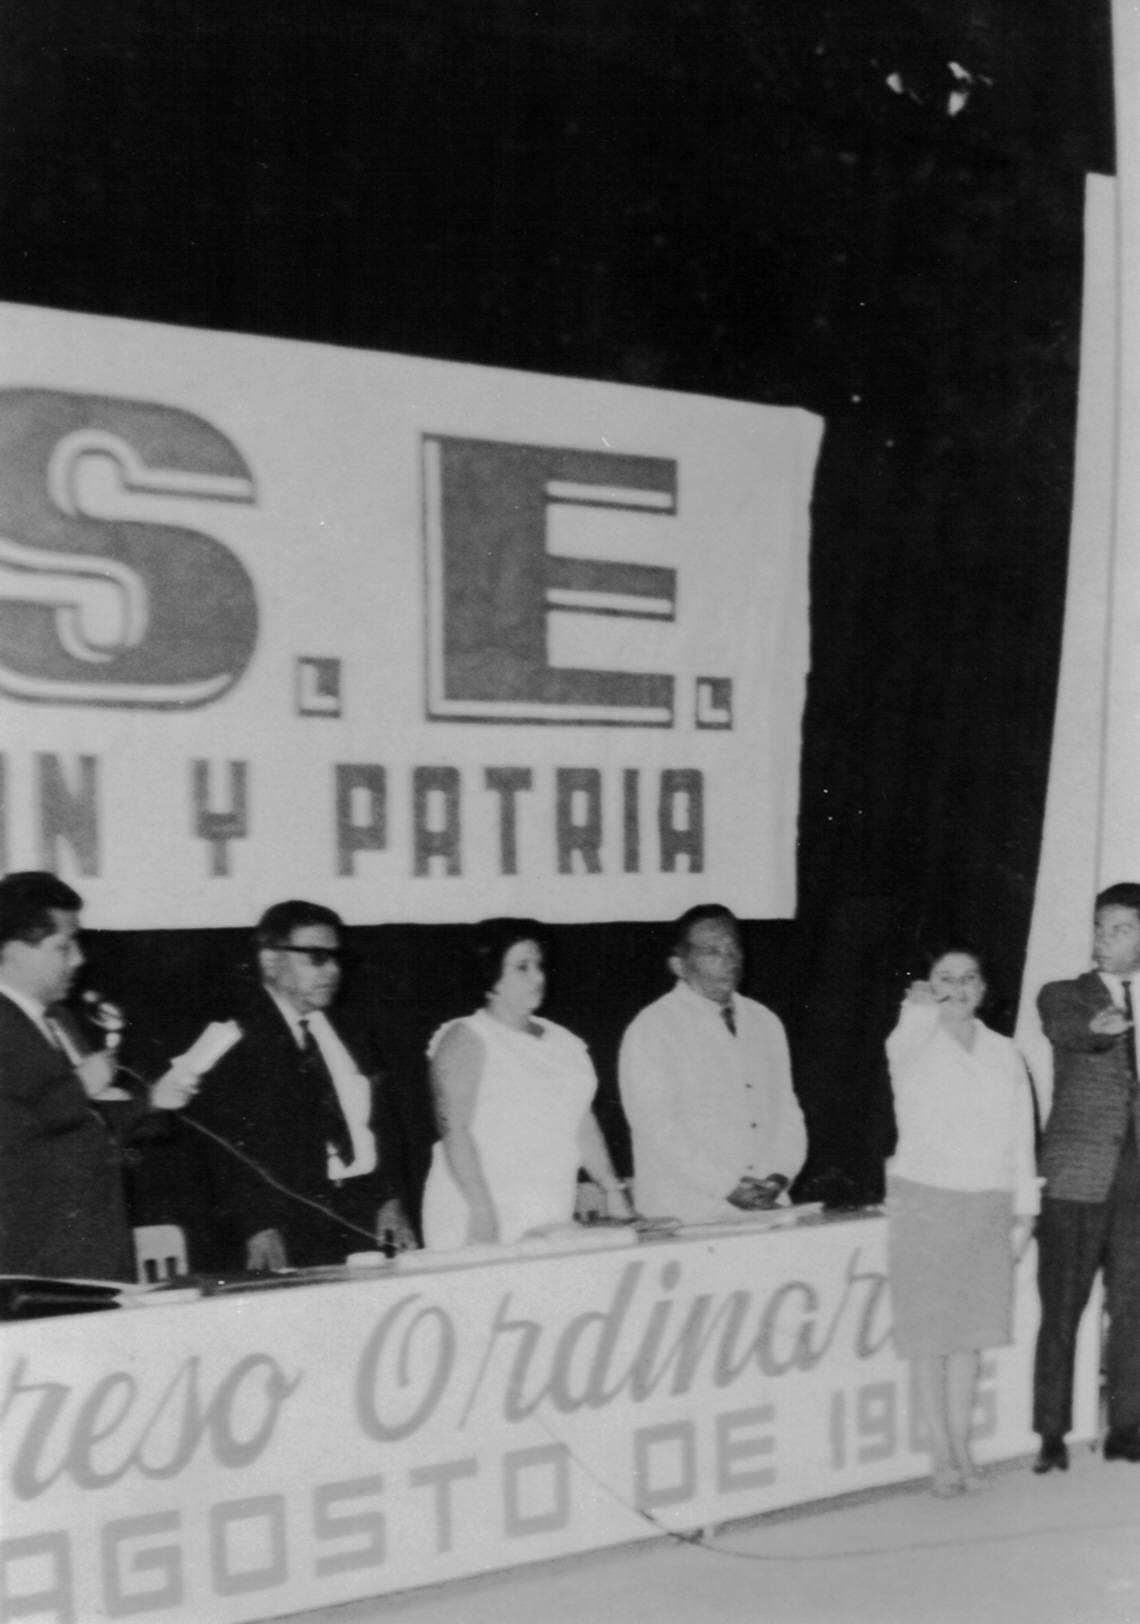 S. E.
N Y PATRIA
reso Ordinar
AGOSTO DE 19